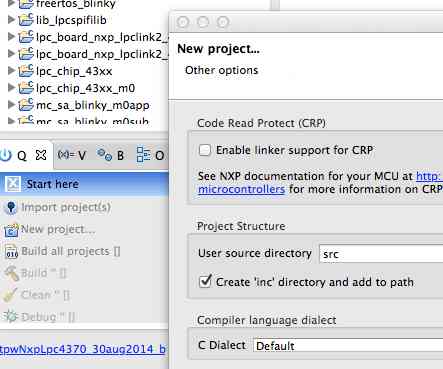 freertos_blinky
lib_lpcspifilib
lpc_board_nxp_lpclink2_
lpc_board_nxp_lpclink2_
lpc_chip_43xx
lpc_chip_43xx_m0
mc_sa_blinky_m0app
mc_sa_blinky_m0sub
Q
(x)= V
B
E
Start here
Import project(s)
New project...
Build all projects []
Build '' []
Clean '' []
Debug '' []
tpwNxpLpc4370_30aug2014_b
New project...
Other options
Code Read Protect (CRP)
Enable linker support for CRP
See NXP documentation for your MCU at http:
microcontrollers for more information on CRP
Project Structure
User source directory src
Create 'inc' directory and add to path
Compiler language dialect
C Dialect Default